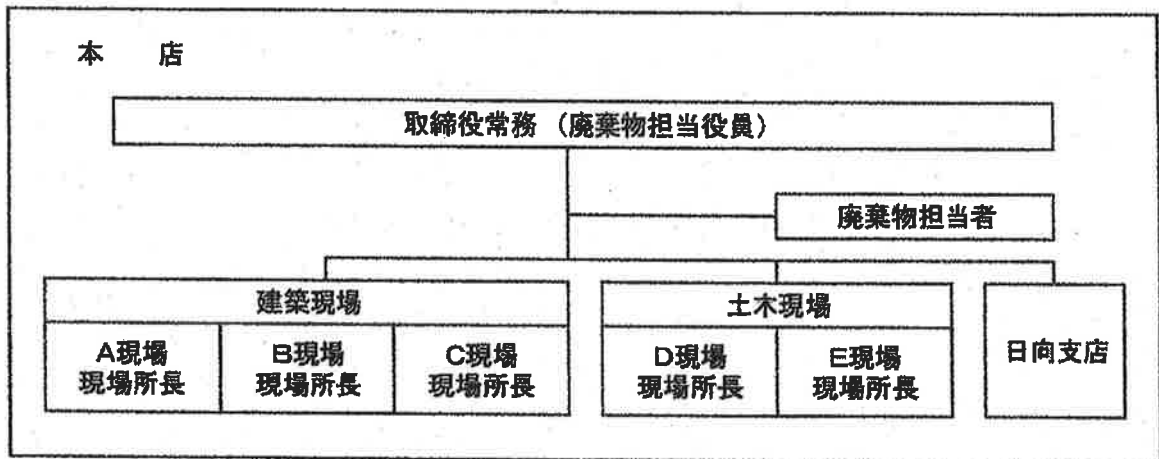 本　店
取締役常務（廃棄物担当役員）
廃棄物担当者
建築現場
A現場
現場所長
B現場
現場所長
C現場
現場所長
土木現場
D現場
現場所長
E現場
現場所長
日向支店